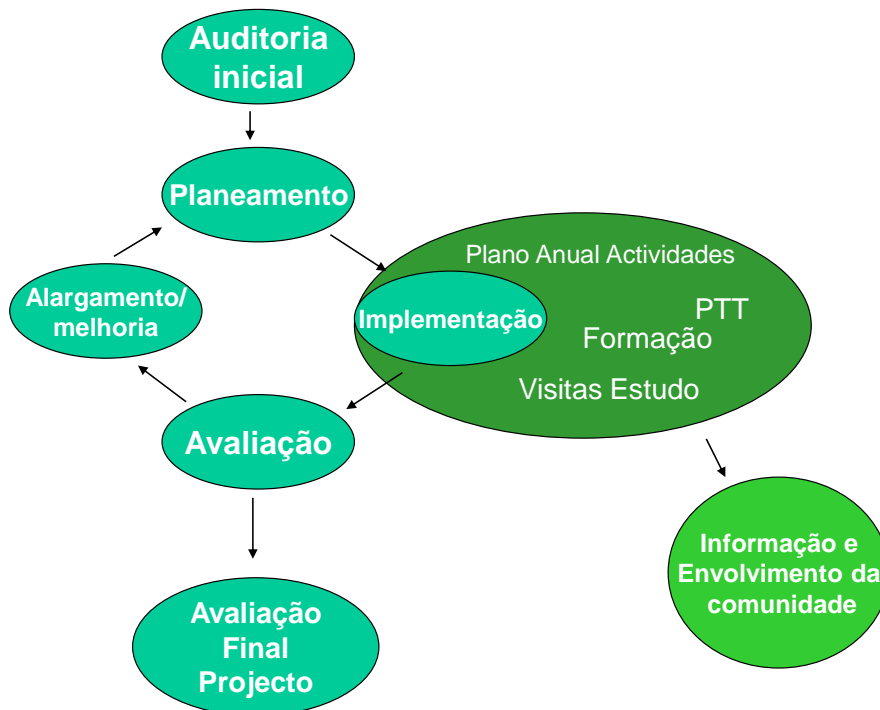 Auditoria
inicial
Planeamento
Plano Anual Actividades
Alargamento/
melhoria
Implementação
PTT
Formação
Visitas Estudo
Avaliação
Informação e
Envolvimento da
comunidade
Avaliação
Final
Projecto